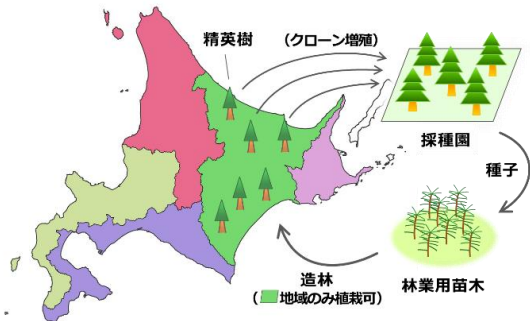 精英樹
(クローン増殖)
採種園
種子
林業用苗木
造林
(地域のみ植栽可)